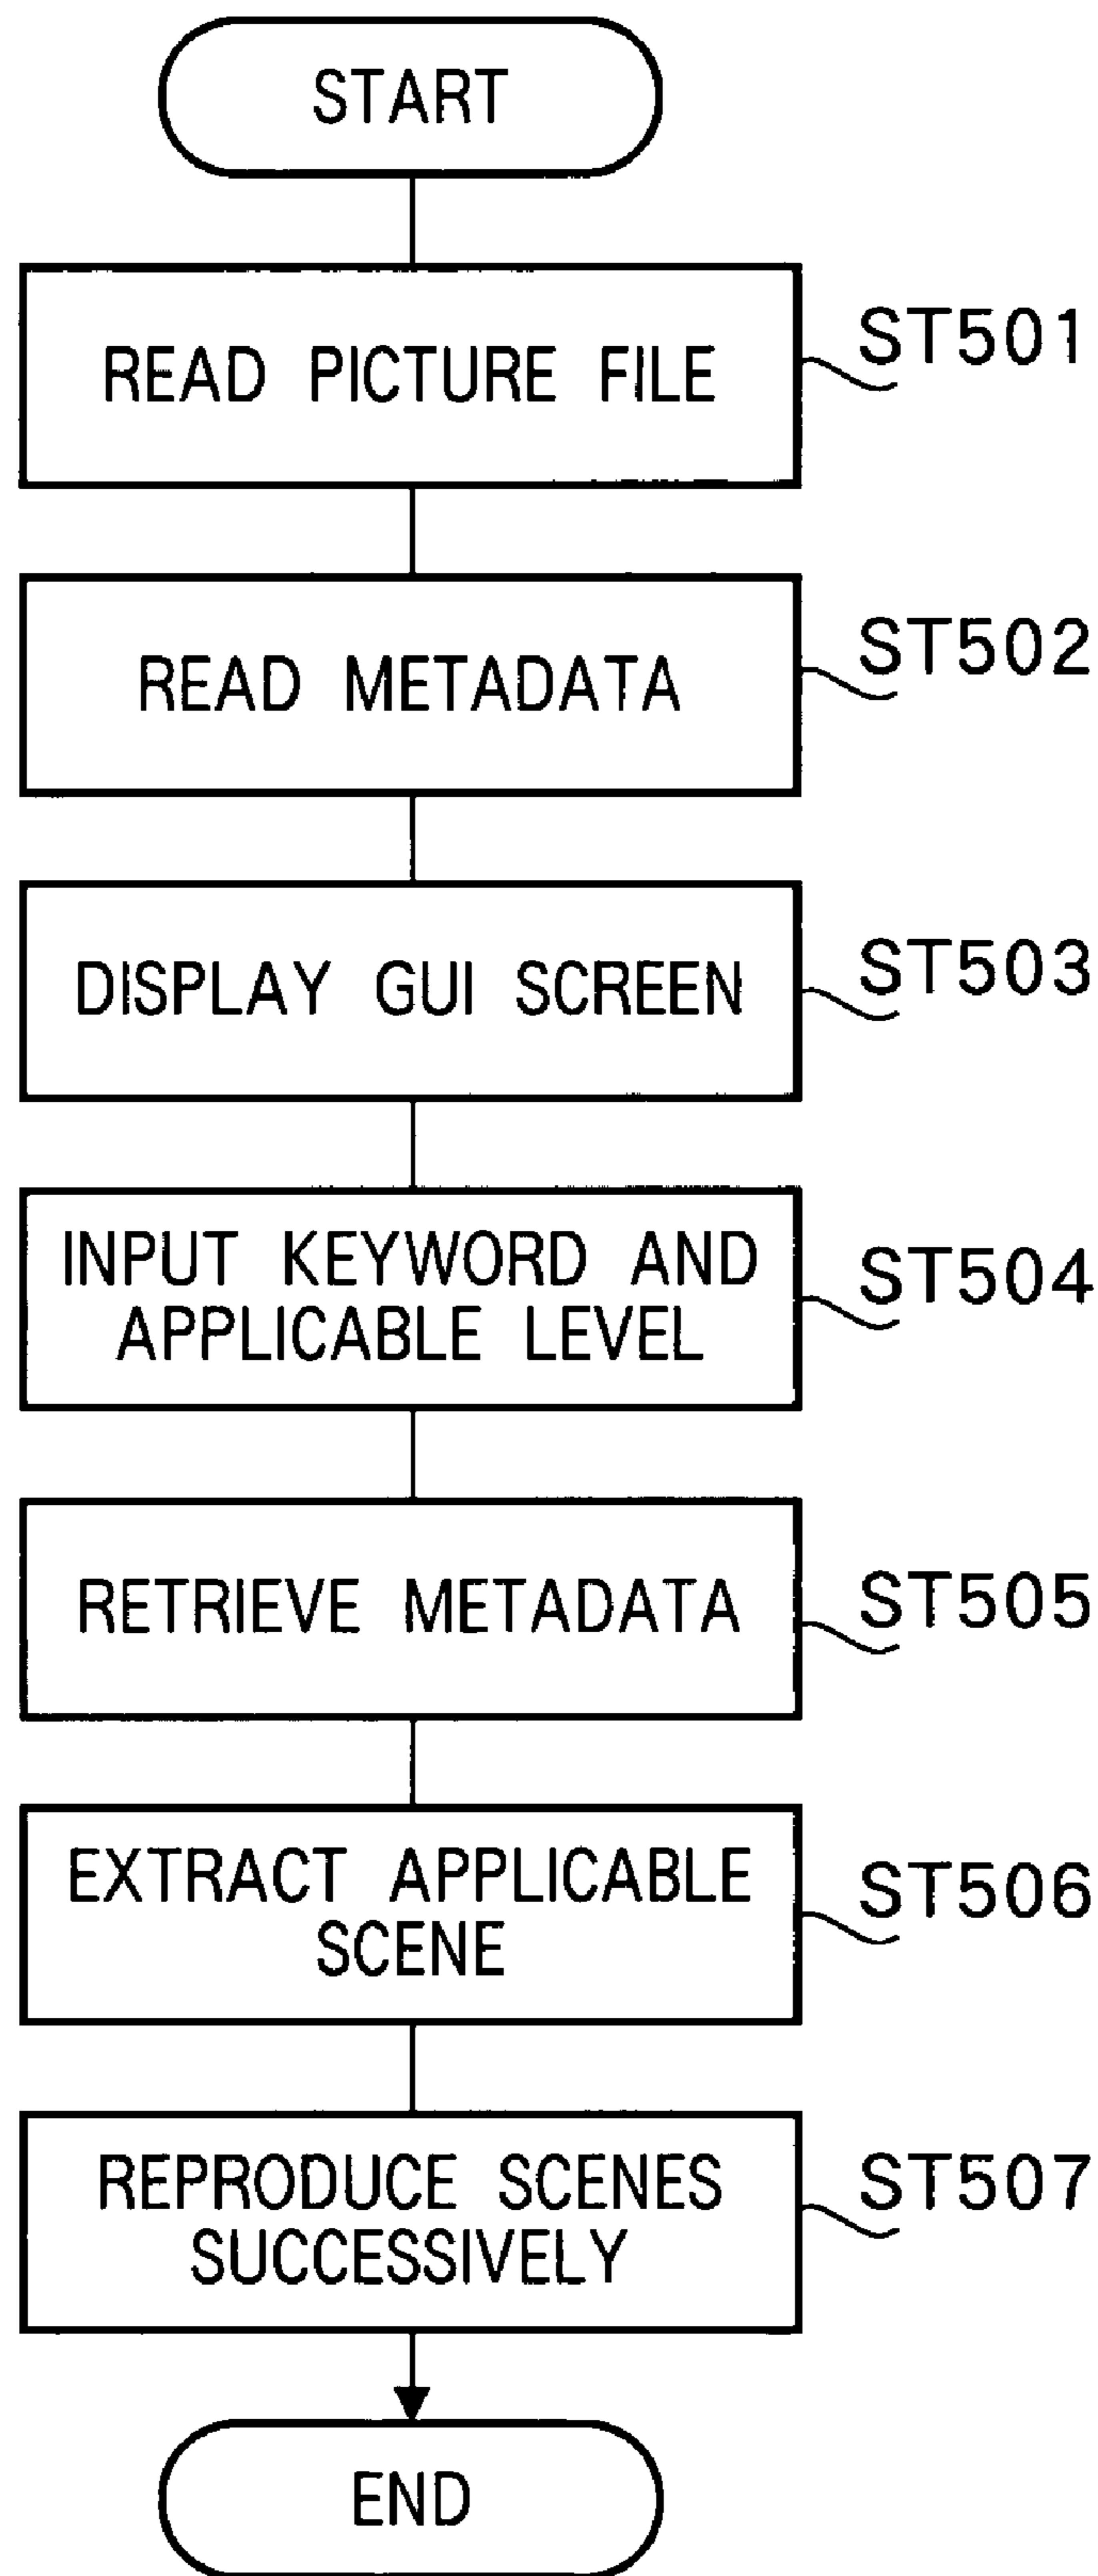 START
READ PICTURE FILE
ST501
READ METADATA
ST502
DISPLAY GUI SCREEN
ST503
INPUT KEYWORD AND
APPLICABLE LEVEL
ST504
RETRIEVE METADATA
ST505
EXTRACT APPLICABLE
SCENE
ST506
REPRODUCE SCENES
SUCCESSIVELY
ST507
END